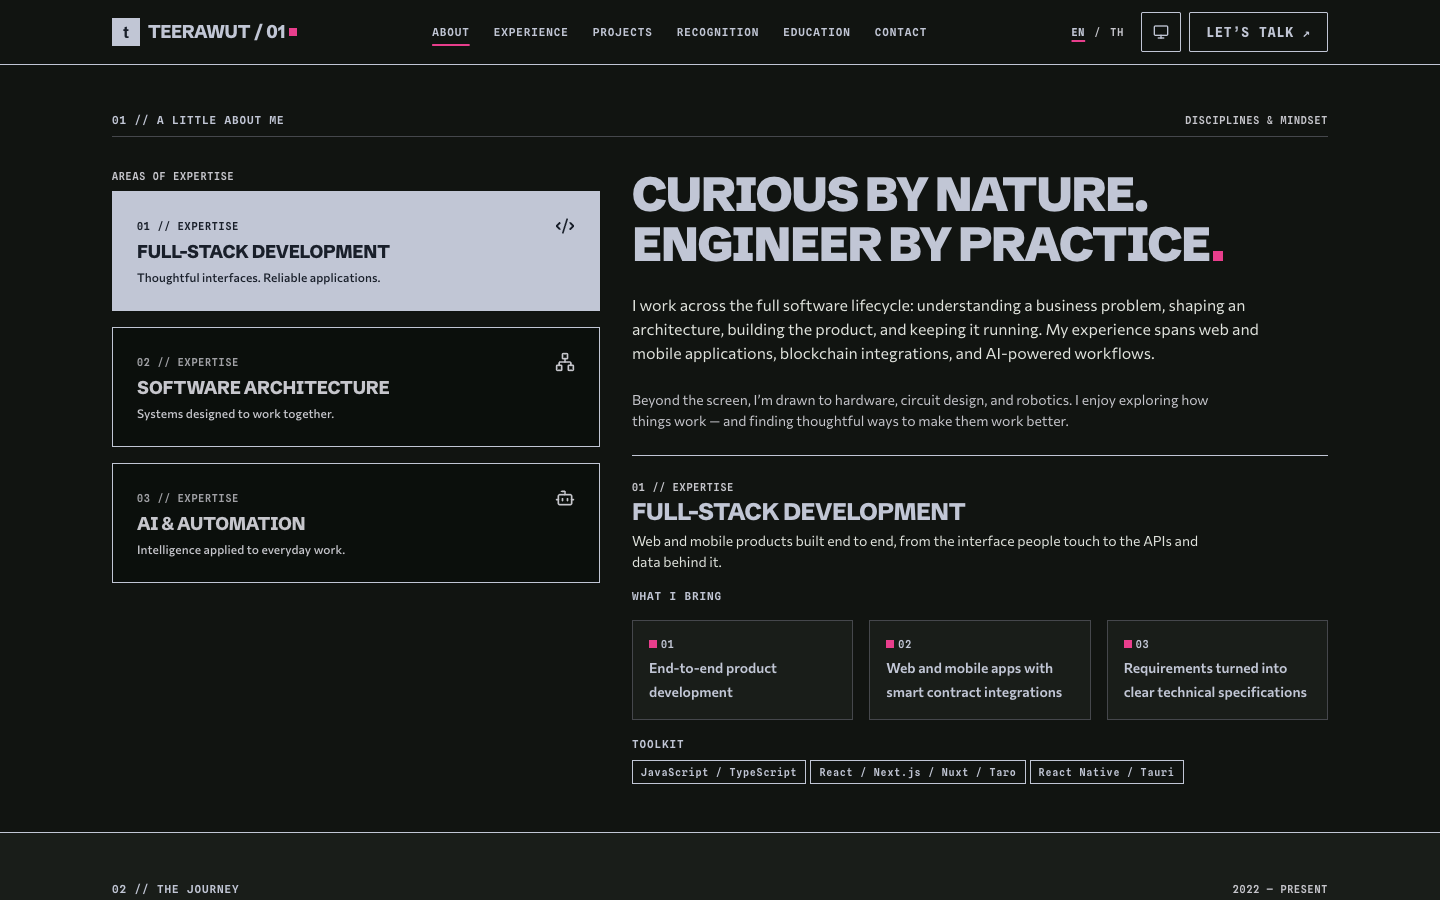 t TEERAWUT / 01
ABOUT EXPERIENCE PROJECTS RECOGNITION EDUCATION CONTACT
EN / TH
LET’S TALK ↗
01 // A LITTLE ABOUT ME
DISCIPLINES & MINDSET
AREAS OF EXPERTISE
01 // EXPERTISE
FULL-STACK DEVELOPMENT
Thoughtful interfaces. Reliable applications.
02 // EXPERTISE
SOFTWARE ARCHITECTURE
Systems designed to work together.
03 // EXPERTISE
AI & AUTOMATION
Intelligence applied to everyday work.
CURIOUS BY NATURE.
ENGINEER BY PRACTICE.
I work across the full software lifecycle: understanding a business problem, shaping an
architecture, building the product, and keeping it running. My experience spans web and
mobile applications, blockchain integrations, and AI-powered workflows.
Beyond the screen, I’m drawn to hardware, circuit design, and robotics. I enjoy exploring how
things work — and finding thoughtful ways to make them work better.
01 // EXPERTISE
FULL-STACK DEVELOPMENT
Web and mobile products built end to end, from the interface people touch to the APIs and
data behind it.
WHAT I BRING
01
End-to-end product
development
02
Web and mobile apps with
smart contract integrations
03
Requirements turned into
clear technical specifications
TOOLKIT
JavaScript / TypeScript
React / Next.js / Nuxt / Taro
React Native / Tauri
02 // THE JOURNEY
2022 — PRESENT